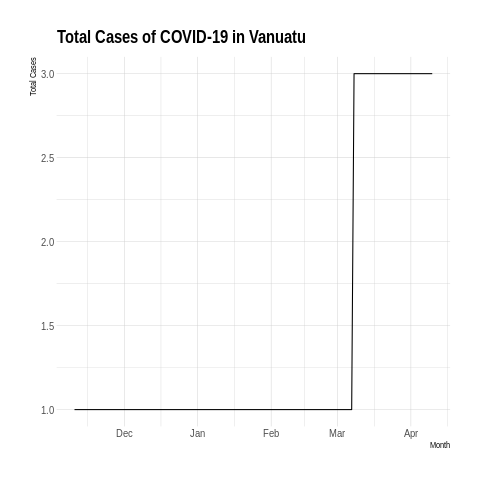 Total Cases of COVID-19 in Vanuatu
Total Cases
3.0
2.5
2.0
1.5
1.0
Dec Jan Feb Mar Apr
Month